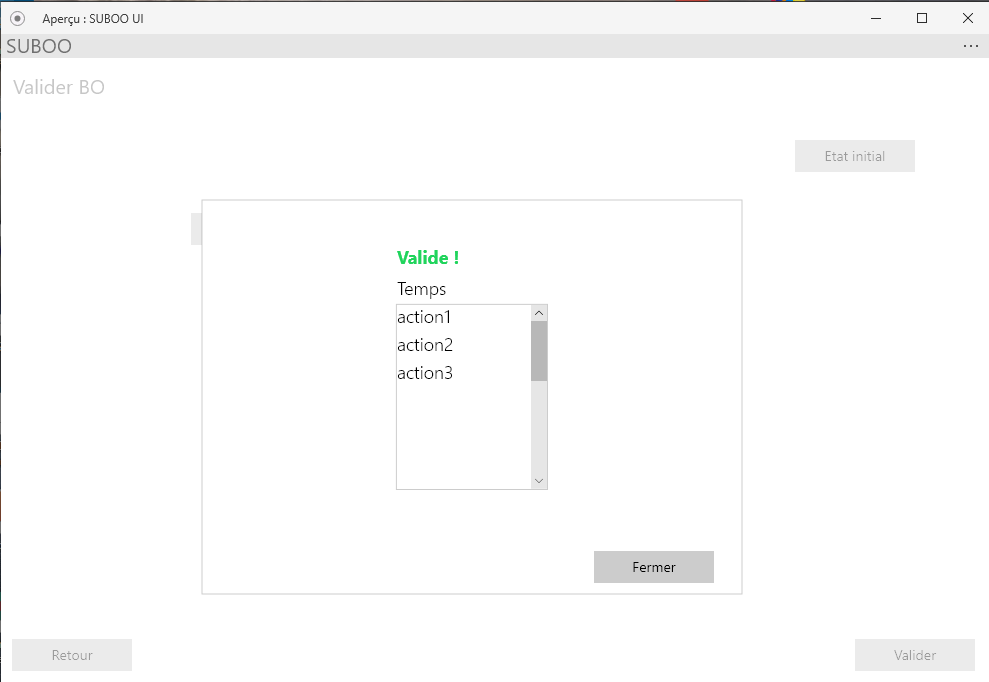 Aperçu : SUBOO UI
SUBOO
...
Valider BO
Etat initial
Valide !
Temps
action1
action2
action3
Fermer
Retour
Valider